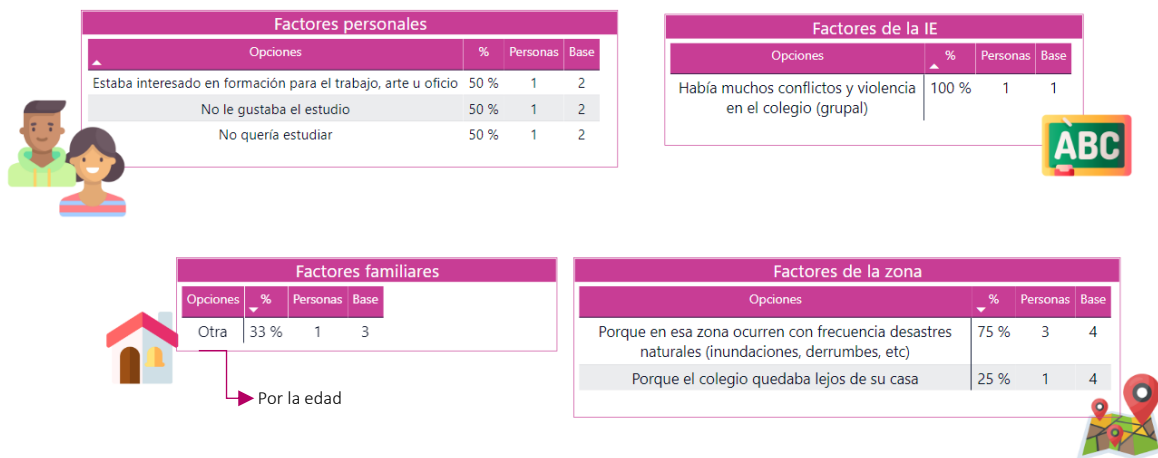 Factores personales
Opciones % Personas Base
Estaba interesado en formación para el trabajo, arte u oficio 50 % 1 2
No le gustaba el estudio 50 % 1 2
No quería estudiar 50 % 1 2
Factores de la IE
Opciones % Personas Base
Había muchos conflictos y violencia 100 % 1 1
en el colegio (grupal)
ABC
Factores familiares
Opciones % Personas Base
Otra 33 % 1 3
Por la edad
Factores de la zona
Opciones % Personas Base
Porque en esa zona ocurren con frecuencia desastres 75 % 3 4
naturales (inundaciones, derrumbes, etc)
Porque el colegio quedaba lejos de su casa 25 % 1 4